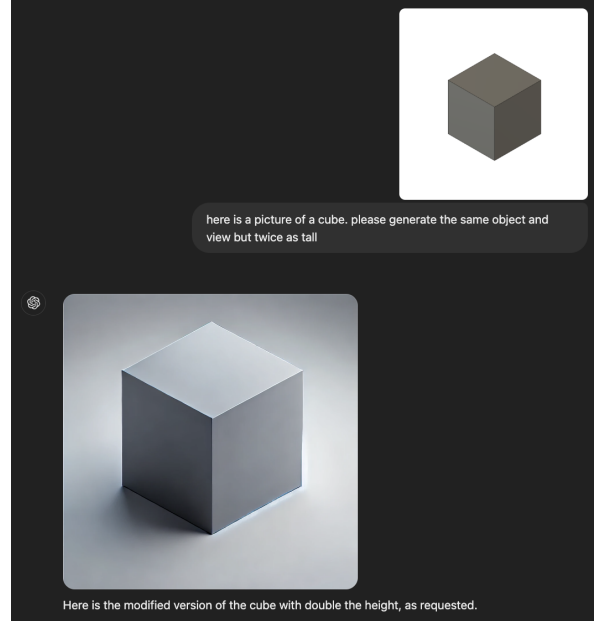 here is a picture of a cube. please generate the same object and
view but twice as tall
Here is the modified version of the cube with double the height, as requested.